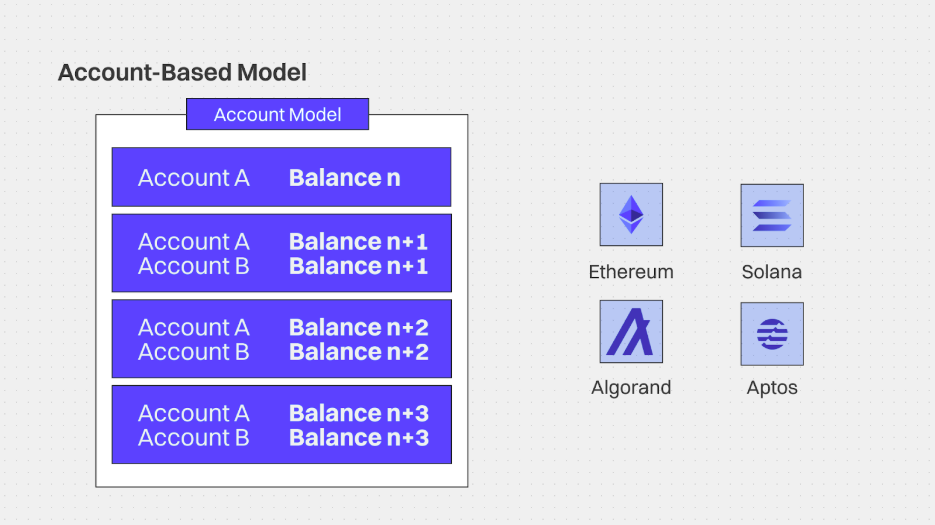 Account-Based Model
Account Model
Account A Balance n
Account A Balance n+1
Account B Balance n+1
Account A Balance n+2
Account B Balance n+2
Account A Balance n+3
Account B Balance n+3
Ethereum Solana
Algorand Aptos